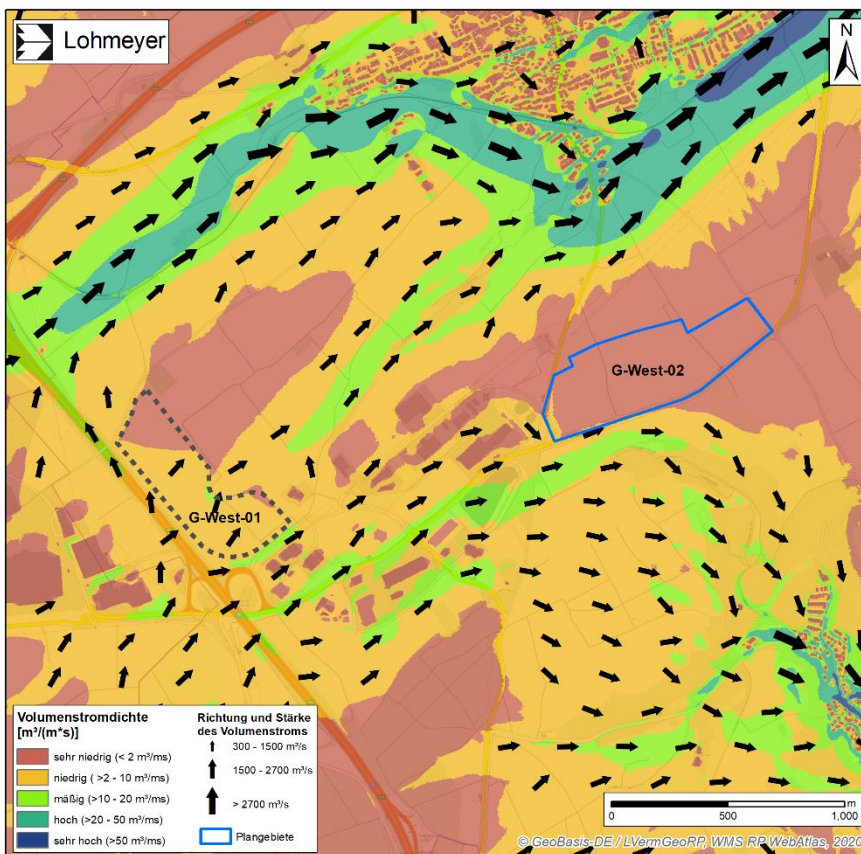 Lohmeyer
N
G-West-02
G-West-01
Volumenstromdichte
[m³/(m*s)]
sehr niedrig (< 2 m³/ms)
niedrig ( >2 - 10 m³/ms)
mäßig (>10 - 20 m³/ms)
hoch (>20 - 50 m³/ms)
sehr hoch (>50 m³/ms)
Richtung und Stärke
des Volumenstroms
300 - 1500 m³/s
1500 - 2700 m³/s
> 2700 m³/s
Plangebiete
m
0 500 1,000
© GeoBasis-DE / LVermGeoRP, WMS RP WebAtlas, 2020